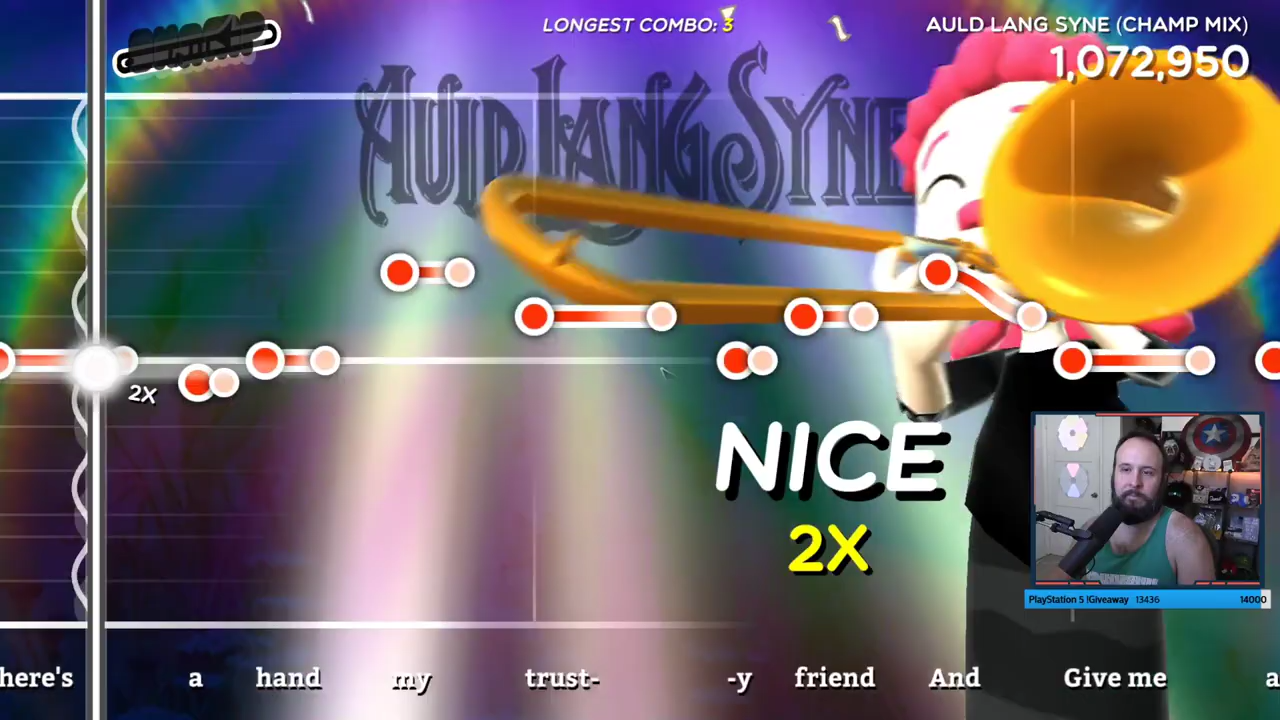 LONGEST COMBO: 3
AULD LANG SYNE (CHAMP MIX)
1,072,950
AULD LANG SYNE
2X
NICE
2X
PlayStation 5 !Giveaway 13436 14000
here's a hand my trust- -y friend And Give me a